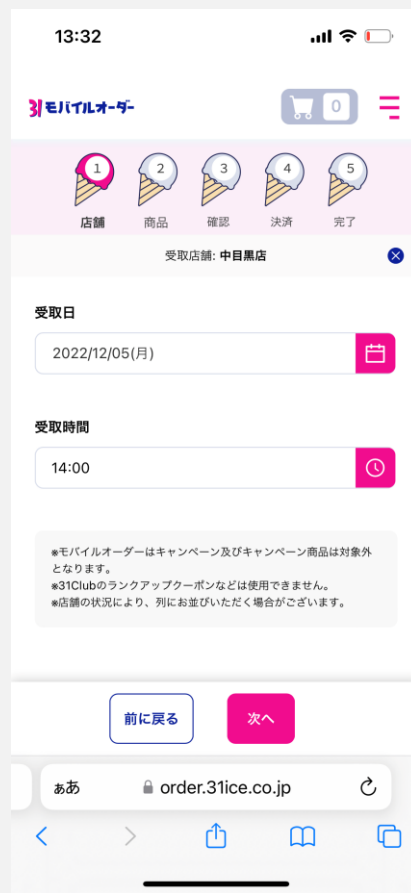 13:32
31 モバイルオーダー
0
1
2
3
4
5
店舗
商品
確認
決済
完了
受取店舗: 中目黒店
受取日
2022/12/05(月)
受取時間
14:00
※モバイルオーダーはキャンペーン及びキャンペーン商品は対象外
となります。
※31Clubのランクアップクーポンなどは使用できません。
※店舗の状況により、列にお並びいただく場合がございます。
前に戻る
次へ
ぁあ
order.31ice.co.jp